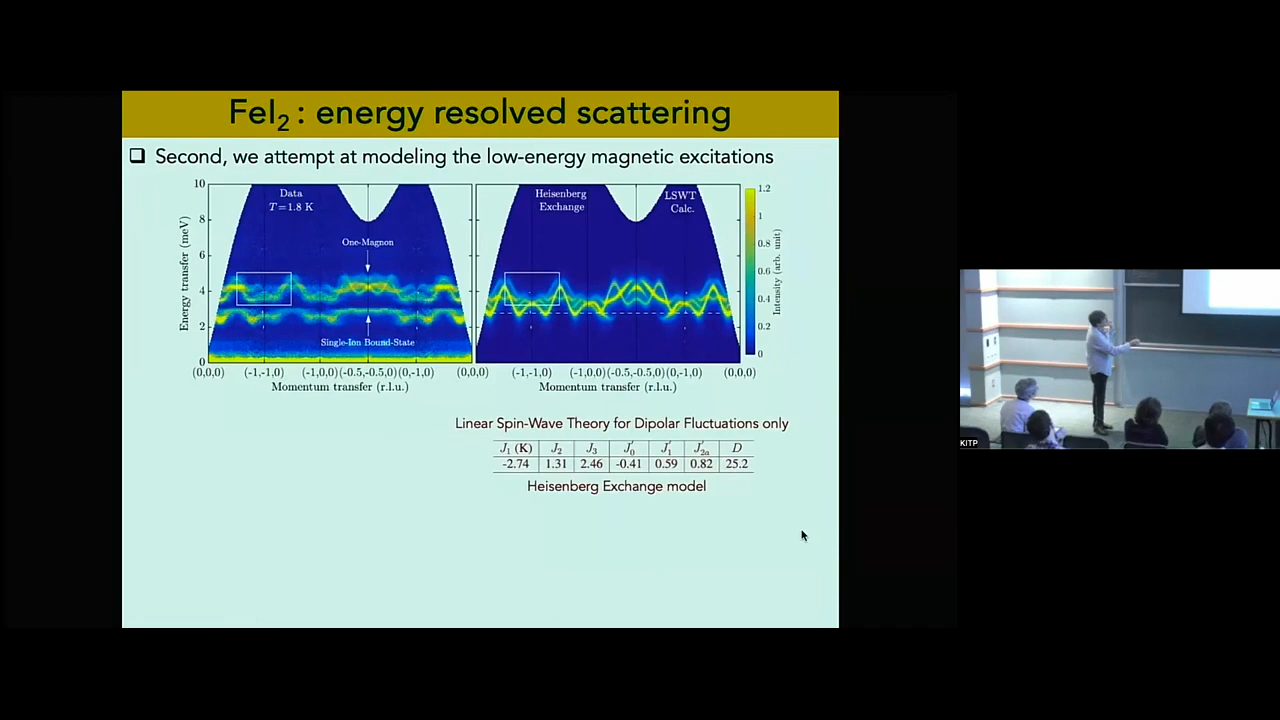 FeI₂ : energy resolved scattering
❑ Second, we attempt at modeling the low-energy magnetic excitations
10
8
6
4
2
0
Energy transfer (meV)
Data
T = 1.8 K
One-Magnon
Single-Ion Bound-State
(0,0,0) (-1,-1,0) (-1,0,0) (-0.5,-0.5,0) (0,-1,0) (0,0,0)
Momentum transfer (r.l.u.)
Heisenberg
Exchange
LSWT
Calc.
(-1,-1,0) (-1,0,0) (-0.5,-0.5,0) (0,-1,0) (0,0,0)
Momentum transfer (r.l.u.)
1.2
1
0.8
0.6
0.4
0.2
0
Intensity (arb. unit)
Linear Spin-Wave Theory for Dipolar Fluctuations only
J₁ (K) J₂ J₃ J′₀ J′₁ J′₂ₐ D
-2.74 1.31 2.46 -0.41 0.59 0.82 25.2
Heisenberg Exchange model
KITP